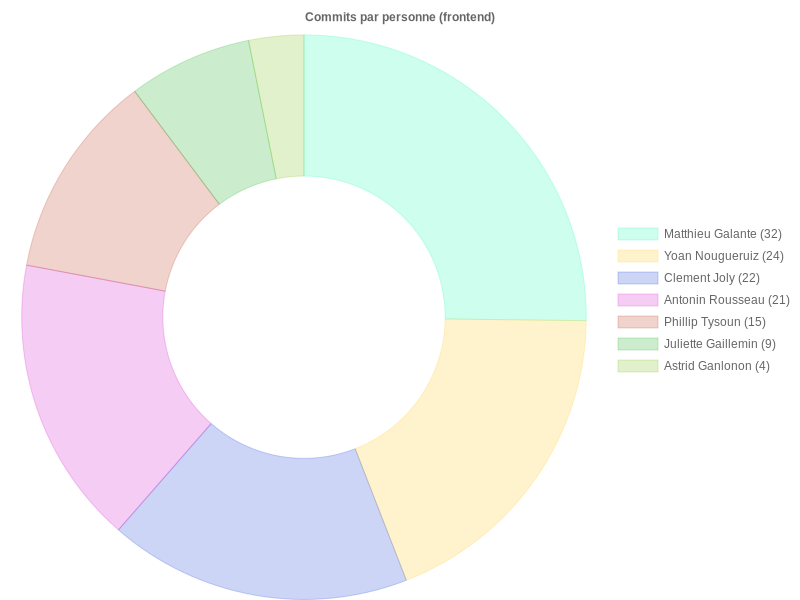 Commits par personne (frontend)
Matthieu Galante (32)
Yoan Nougueruiz (24)
Clement Joly (22)
Antonin Rousseau (21)
Phillip Tysoun (15)
Juliette Gaillemin (9)
Astrid Ganlonon (4)